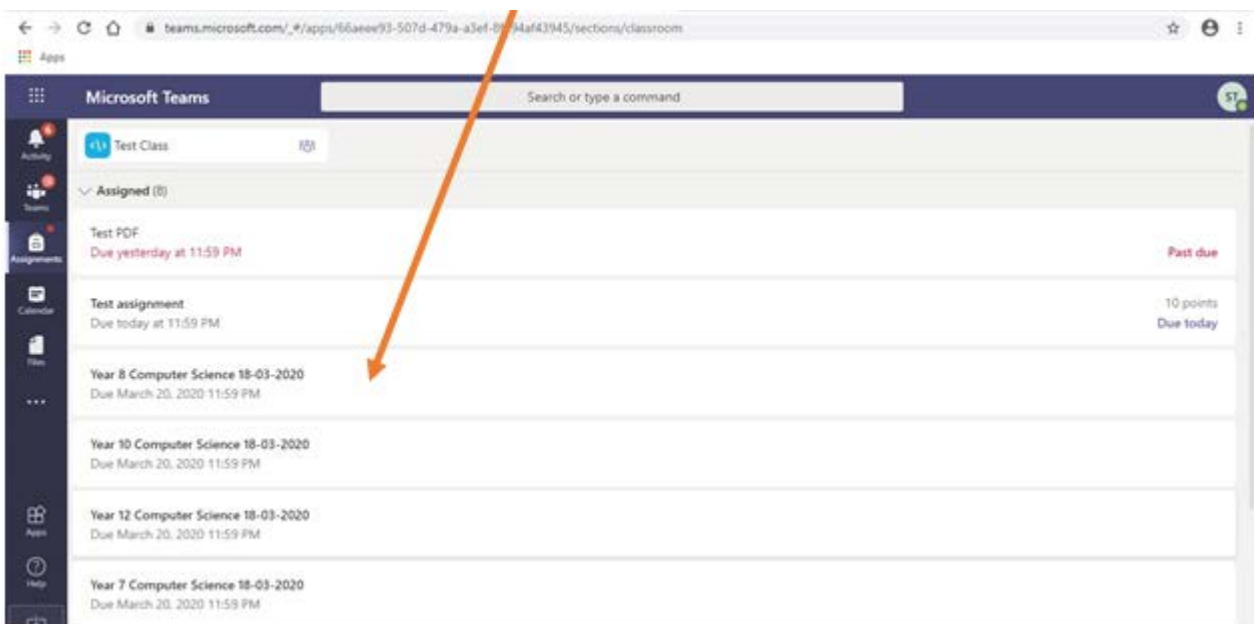 teams.microsoft.com/_#/apps/66aeee93-507d-479a-a3ef-8 94af43945/sections/classroom
Apps
Microsoft Teams
Search or type a command
ST
Activity
Test Class
Teams
Assigned (8)
Assignments
Test PDF
Due yesterday at 11:59 PM
Past due
Calendar
Test assignment
10 points
Due today at 11:59 PM
Due today
Files
Year 8 Computer Science 18-03-2020
Due March 20, 2020 11:59 PM
Year 10 Computer Science 18-03-2020
Due March 20, 2020 11:59 PM
Year 12 Computer Science 18-03-2020
Due March 20, 2020 11:59 PM
Apps
Help
Year 7 Computer Science 18-03-2020
Due March 20, 2020 11:59 PM